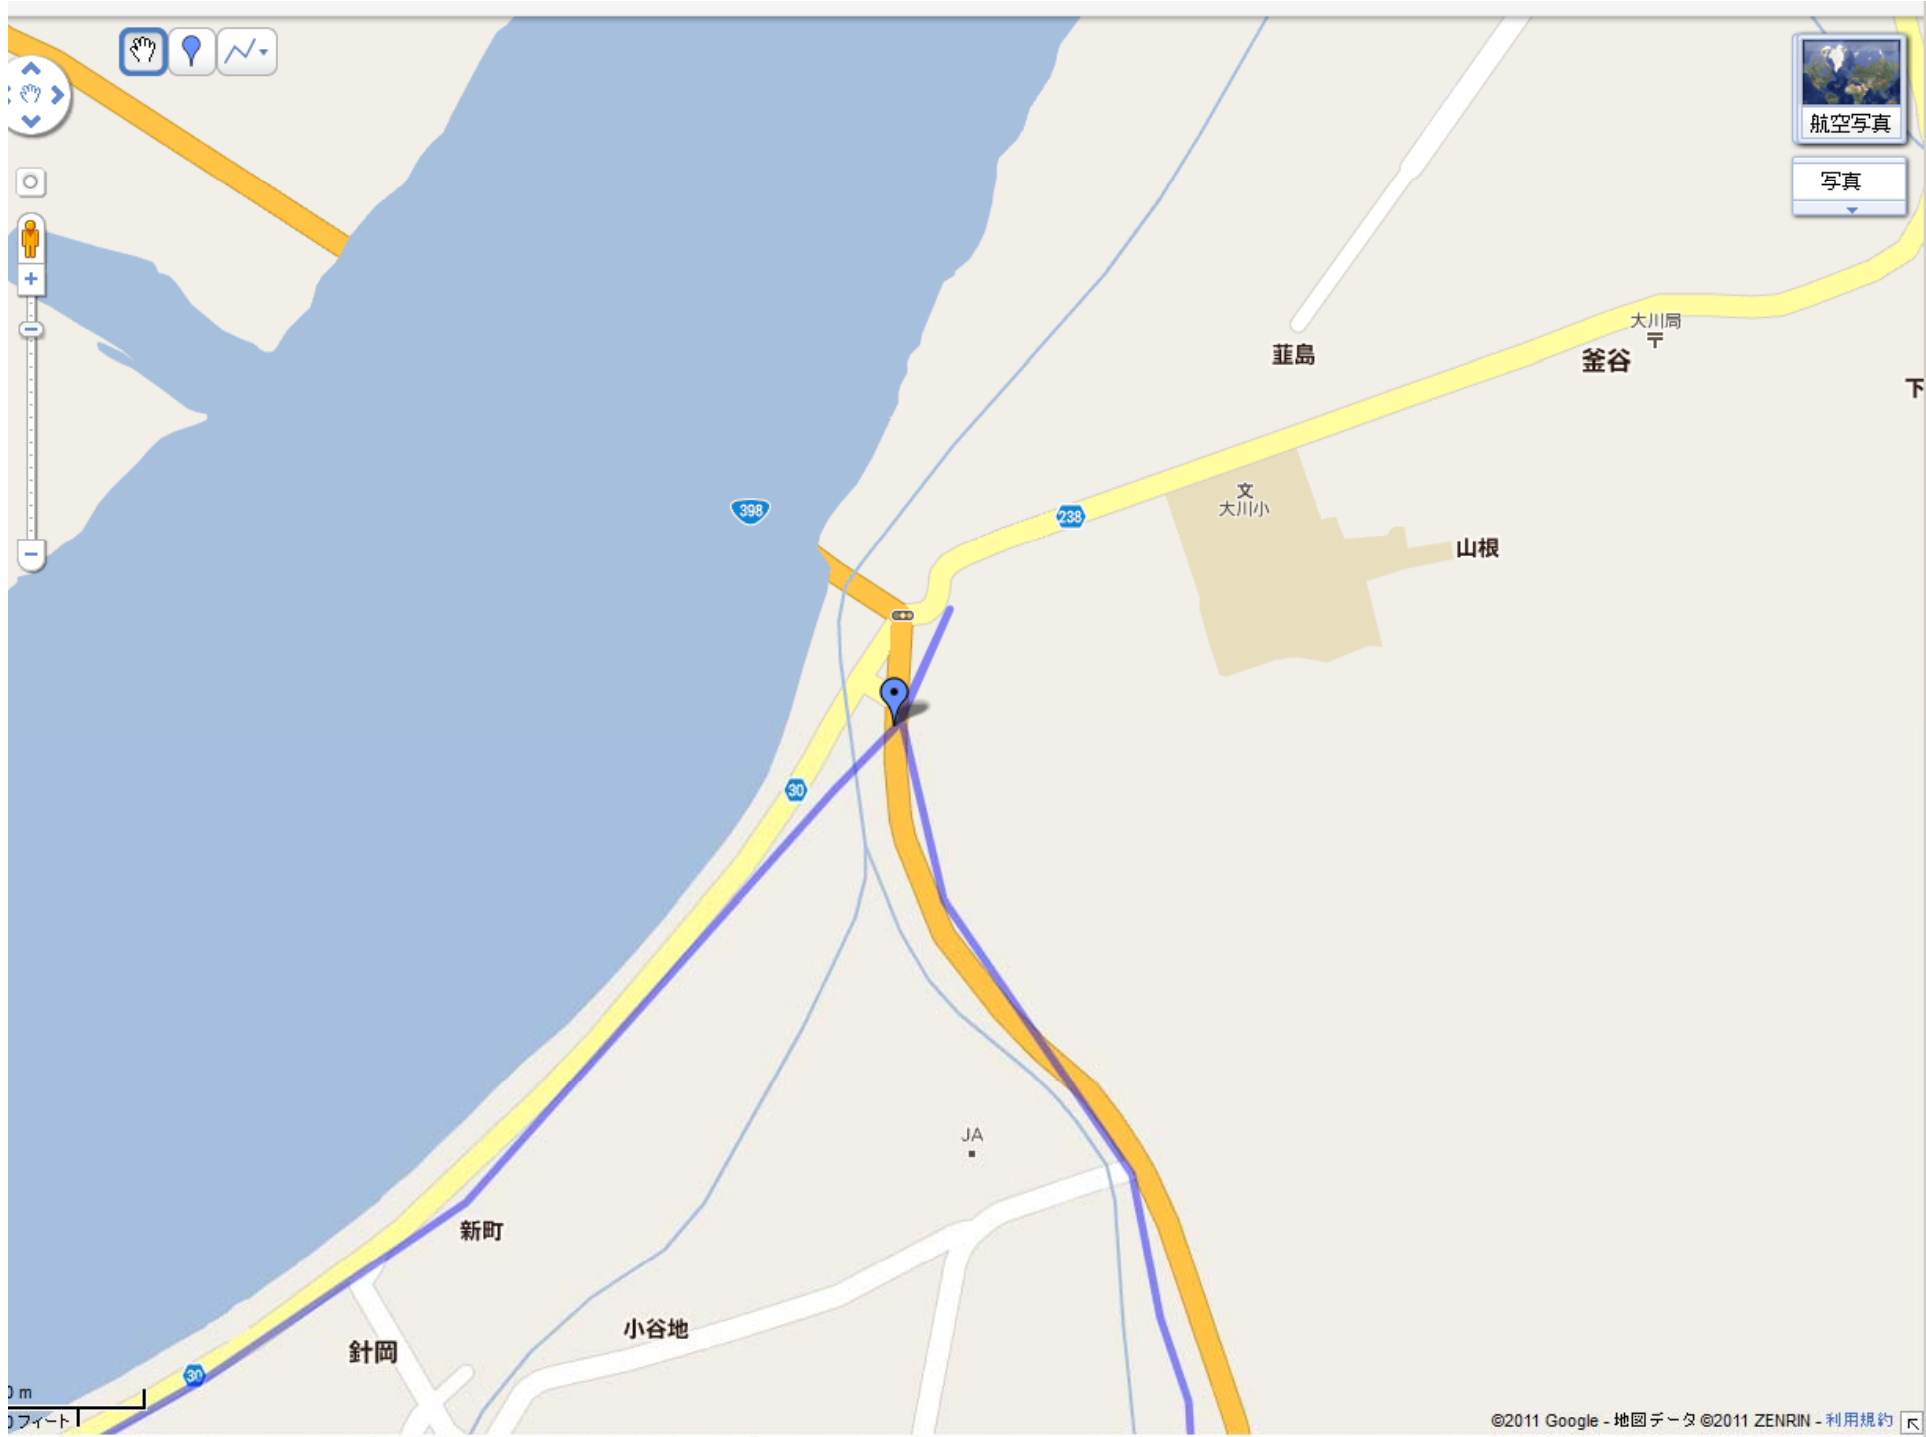 航空写真
写真
大川局
〒
釜谷
韮島
下
398
文
大川小
238
山根
30
JA
新町
小谷地
針岡
30
m
フィート
©2011 Google - 地図データ ©2011 ZENRIN - 利用規約